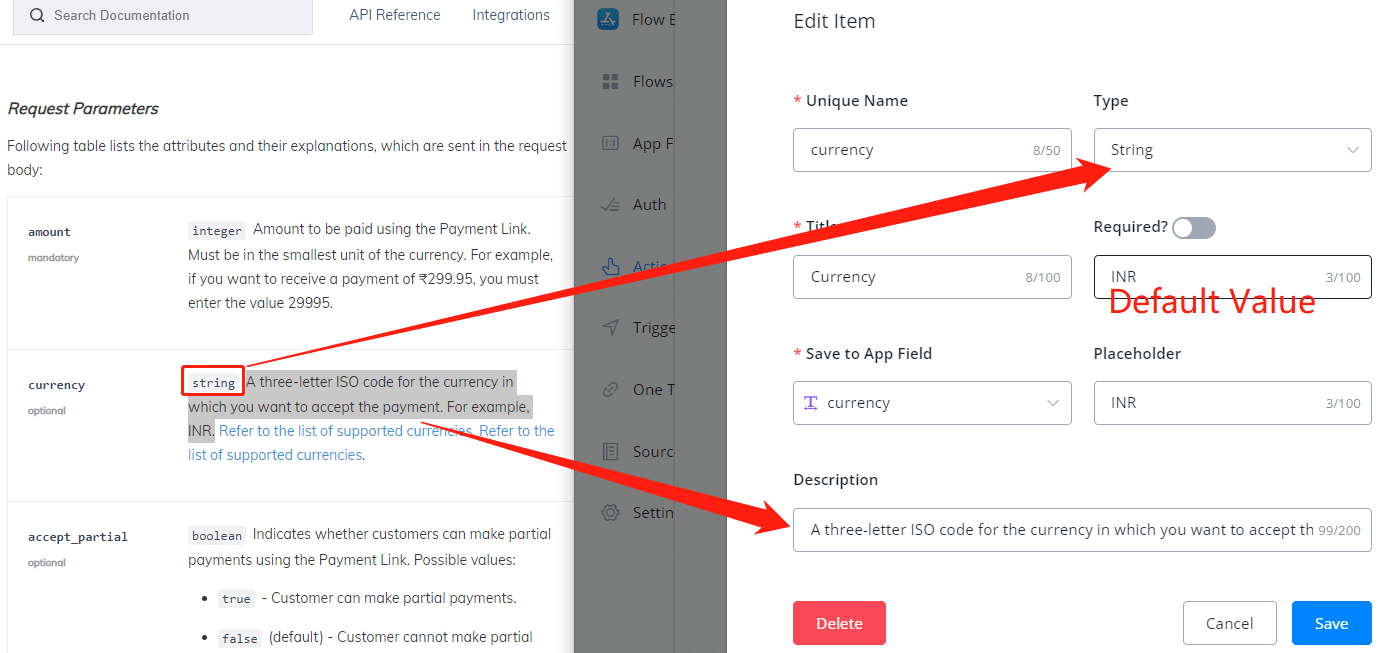 Search Documentation
API Reference
Integrations
Request Parameters
Following table lists the attributes and their explanations, which are sent in the request
body:
amount
mandatory
integer Amount to be paid using the Payment Link.
Must be in the smallest unit of the currency. For example,
if you want to receive a payment of ₹299.95, you must
enter the value 29995.
currency
optional
string A three-letter ISO code for the currency in
which you want to accept the payment. For example,
INR. Refer to the list of supported currencies. Refer to the
list of supported currencies.
accept_partial
optional
boolean Indicates whether customers can make partial
payments using the Payment Link. Possible values:
• true - Customer can make partial payments.
• false (default) - Customer cannot make partial
Flow E
Flows
App F
Auth
Actio
Trigge
One T
Sourc
Settin
Edit Item
* Unique Name
Type
currency 8/50
String
* Title
Required?
Currency 8/100
INR 3/100
Default Value
* Save to App Field
Placeholder
currency
INR 3/100
Description
A three-letter ISO code for the currency in which you want to accept th 99/200
Delete
Cancel
Save